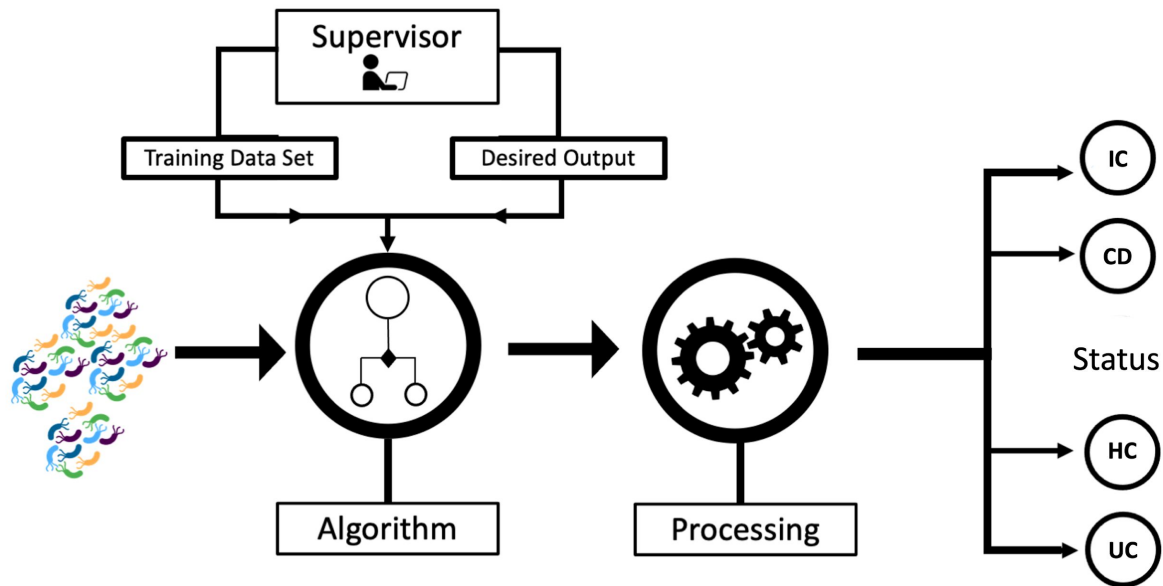 Supervisor
Training Data Set
Desired Output
IC
CD
Status
HC
UC
Algorithm
Processing